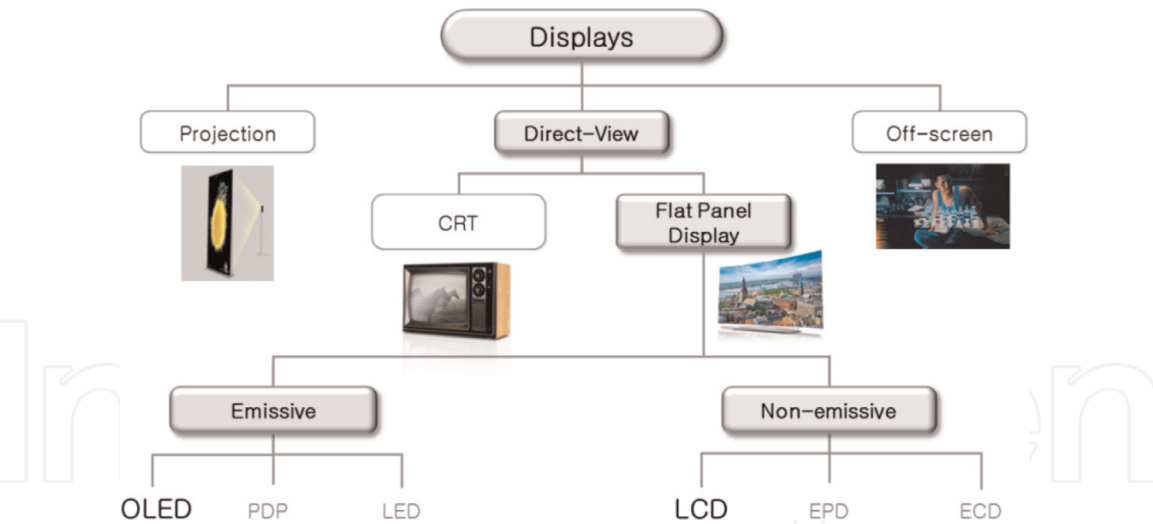 Displays
Projection
Direct-View
Off-screen
CRT
Flat Panel
Display
Emissive
Non-emissive
OLED
PDP
LED
LCD
EPD
ECD